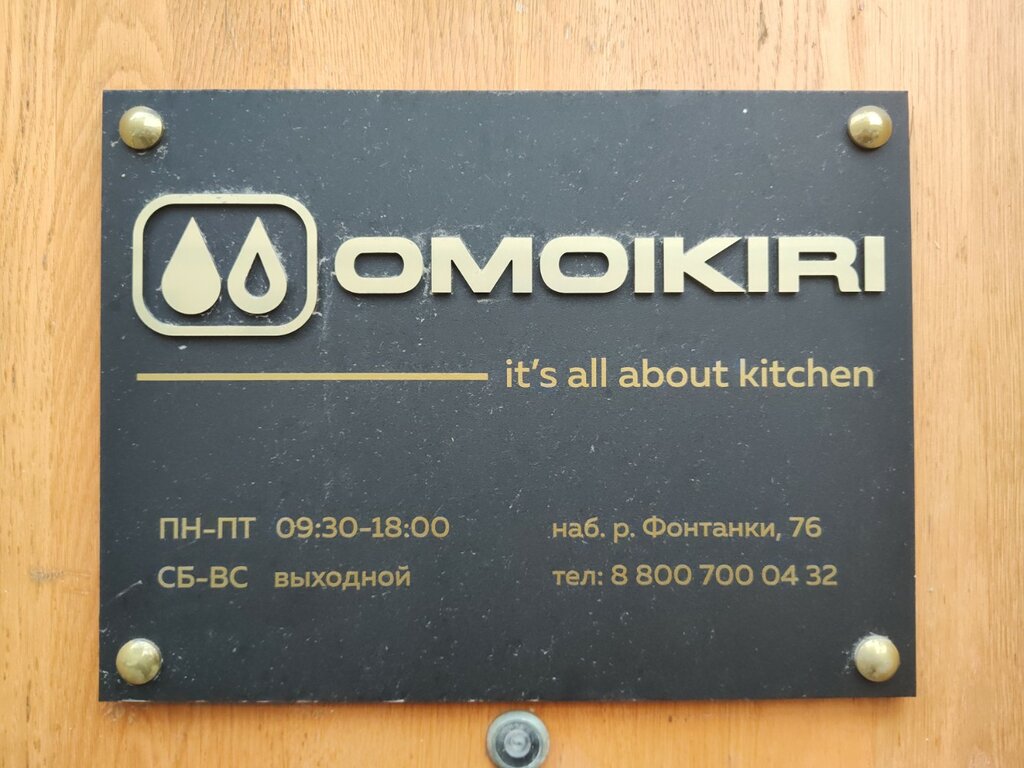 OMOIKIRI
it's all about kitchen
ПН-ПТ 09:30-18:00
СБ-ВС выходной
наб. р. Фонтанки, 76
тел: 8 800 700 04 32